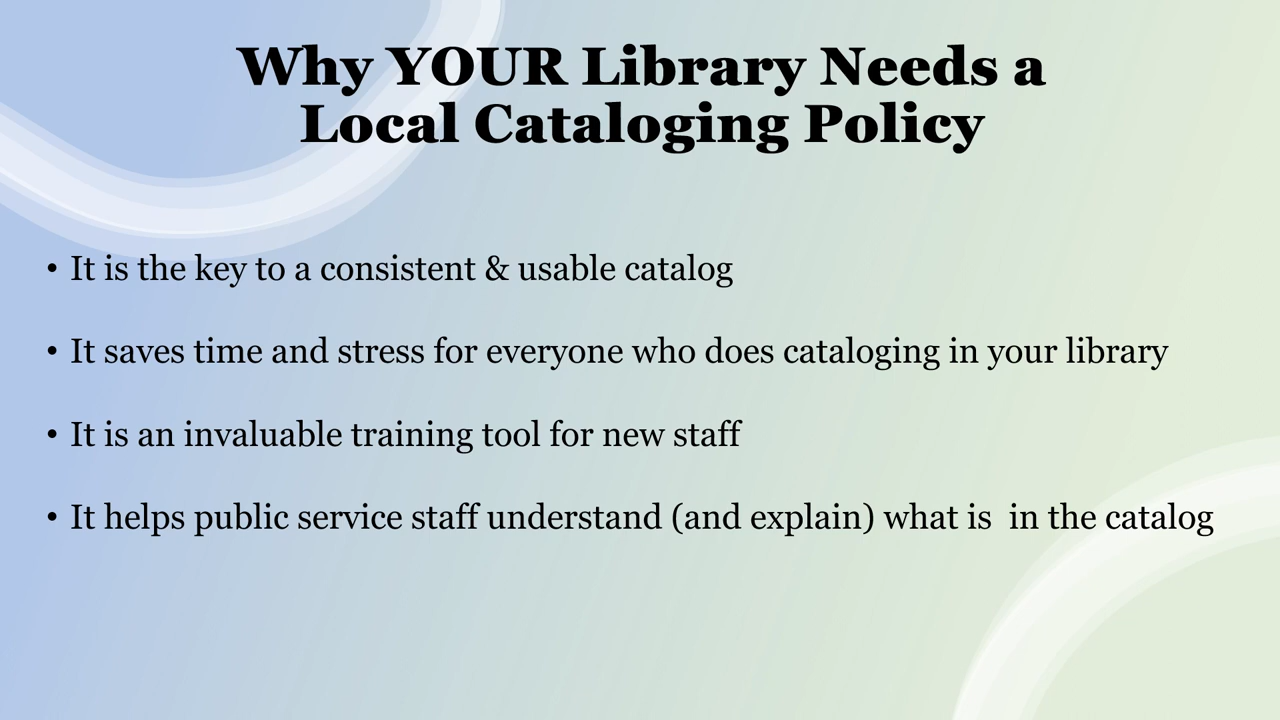 Why YOUR Library Needs a
Local Cataloging Policy
• It is the key to a consistent & usable catalog
• It saves time and stress for everyone who does cataloging in your library
• It is an invaluable training tool for new staff
• It helps public service staff understand (and explain) what is  in the catalog